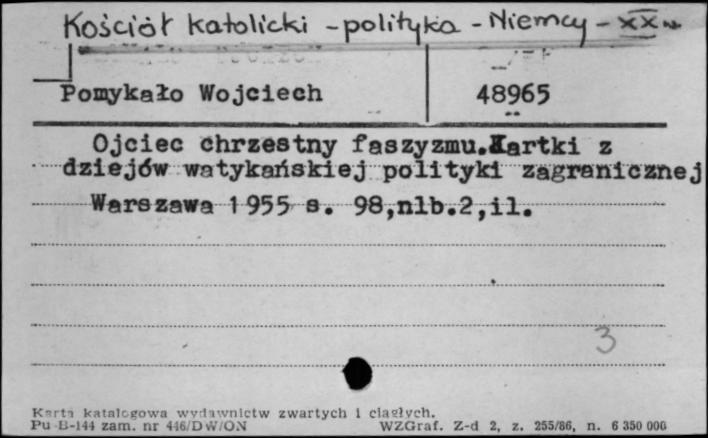 Kościół katolicki - polityka - Niemcy - XX w
Pomykało Wojciech 48965
Ojciec chrzestny faszyzmu.Kartki z
dziejów watykańskiej polityki zagranicznej
Warszawa 1955 s. 98,nlb.2,il.
3
Karta katalogowa wydawnictw zwartych i ciągłych.
Pu-B-144 zam. nr 446/DW/ON WZGraf. Z-d 2, z. 255/86, n. 6 350 000